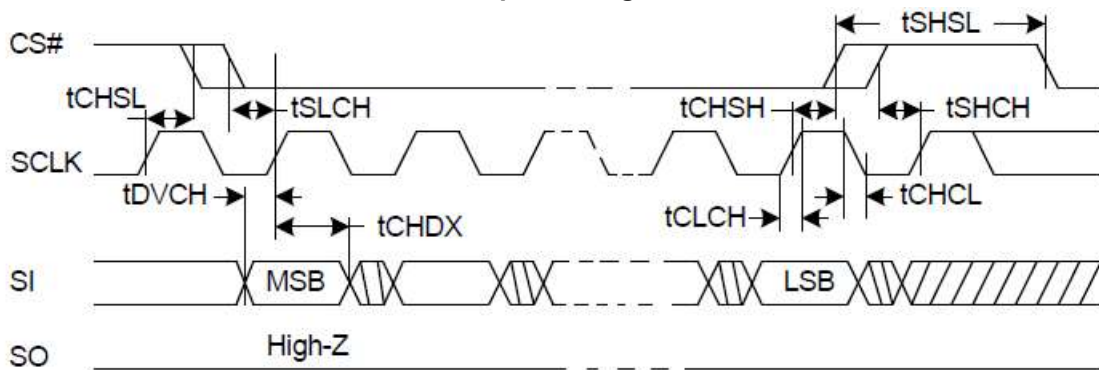 tSHSL
CS#
tCHSL
tSLCH
tCHSH
tSHCH
SCLK
tDVCH
tCHDX
tCLCH
tCHCL
SI
MSB
LSB
SO
High-Z